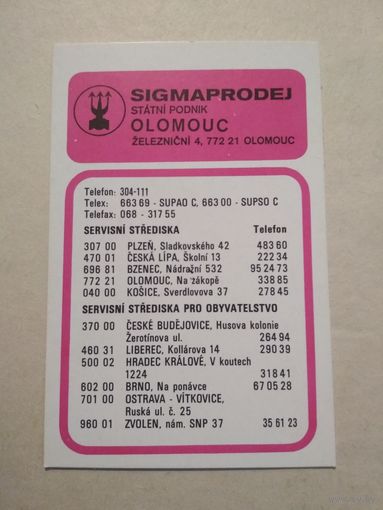 SIGMAPRODEJ
STÁTNÍ PODNIK
OLOMOUC
ŽELEZNIČNÍ 4, 772 21 OLOMOUC
Telefon: 304-111
Telex: 663 69 - SUPAO C, 663 00 - SUPSO C
Telefax: 068 - 317 55
SERVISNÍ STŘEDISKA Telefon
307 00 PLZEŇ, Sladkovského 42 483 60
470 01 ČESKÁ LÍPA, Školní 13 222 34
696 81 BZENEC, Nádražní 532 95 24 73
772 21 OLOMOUC, Na zákopě 338 85
040 00 KOŠICE, Sverdlovova 37 278 45
SERVISNÍ STŘEDISKA PRO OBYVATELSTVO
370 00 ČESKÉ BUDĚJOVICE, Husova kolonie
Žerotínova ul. 264 94
460 31 LIBEREC, Kollárova 14 290 39
500 02 HRADEC KRÁLOVÉ, V koutech
1224 318 41
602 00 BRNO, Na ponávce 67 05 28
701 00 OSTRAVA - VÍTKOVICE,
Ruská ul. č. 25
960 01 ZVOLEN, nám. SNP 37 35 61 23